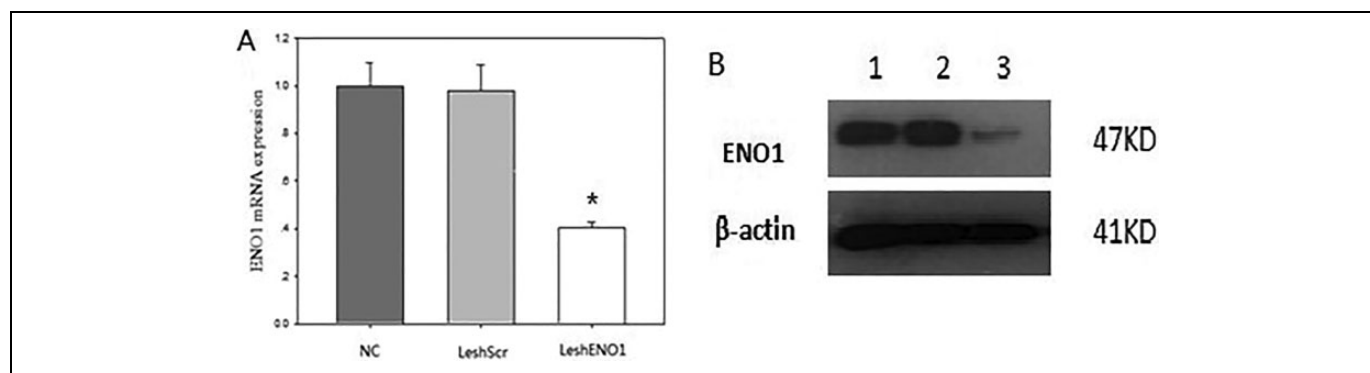 A
ENO1 mRNA expression
1.2
1.0
.8
.6
.4
.2
0.0
*
NC LeshScr LeshENO1
B
1 2 3
ENO1 47KD
β-actin 41KD